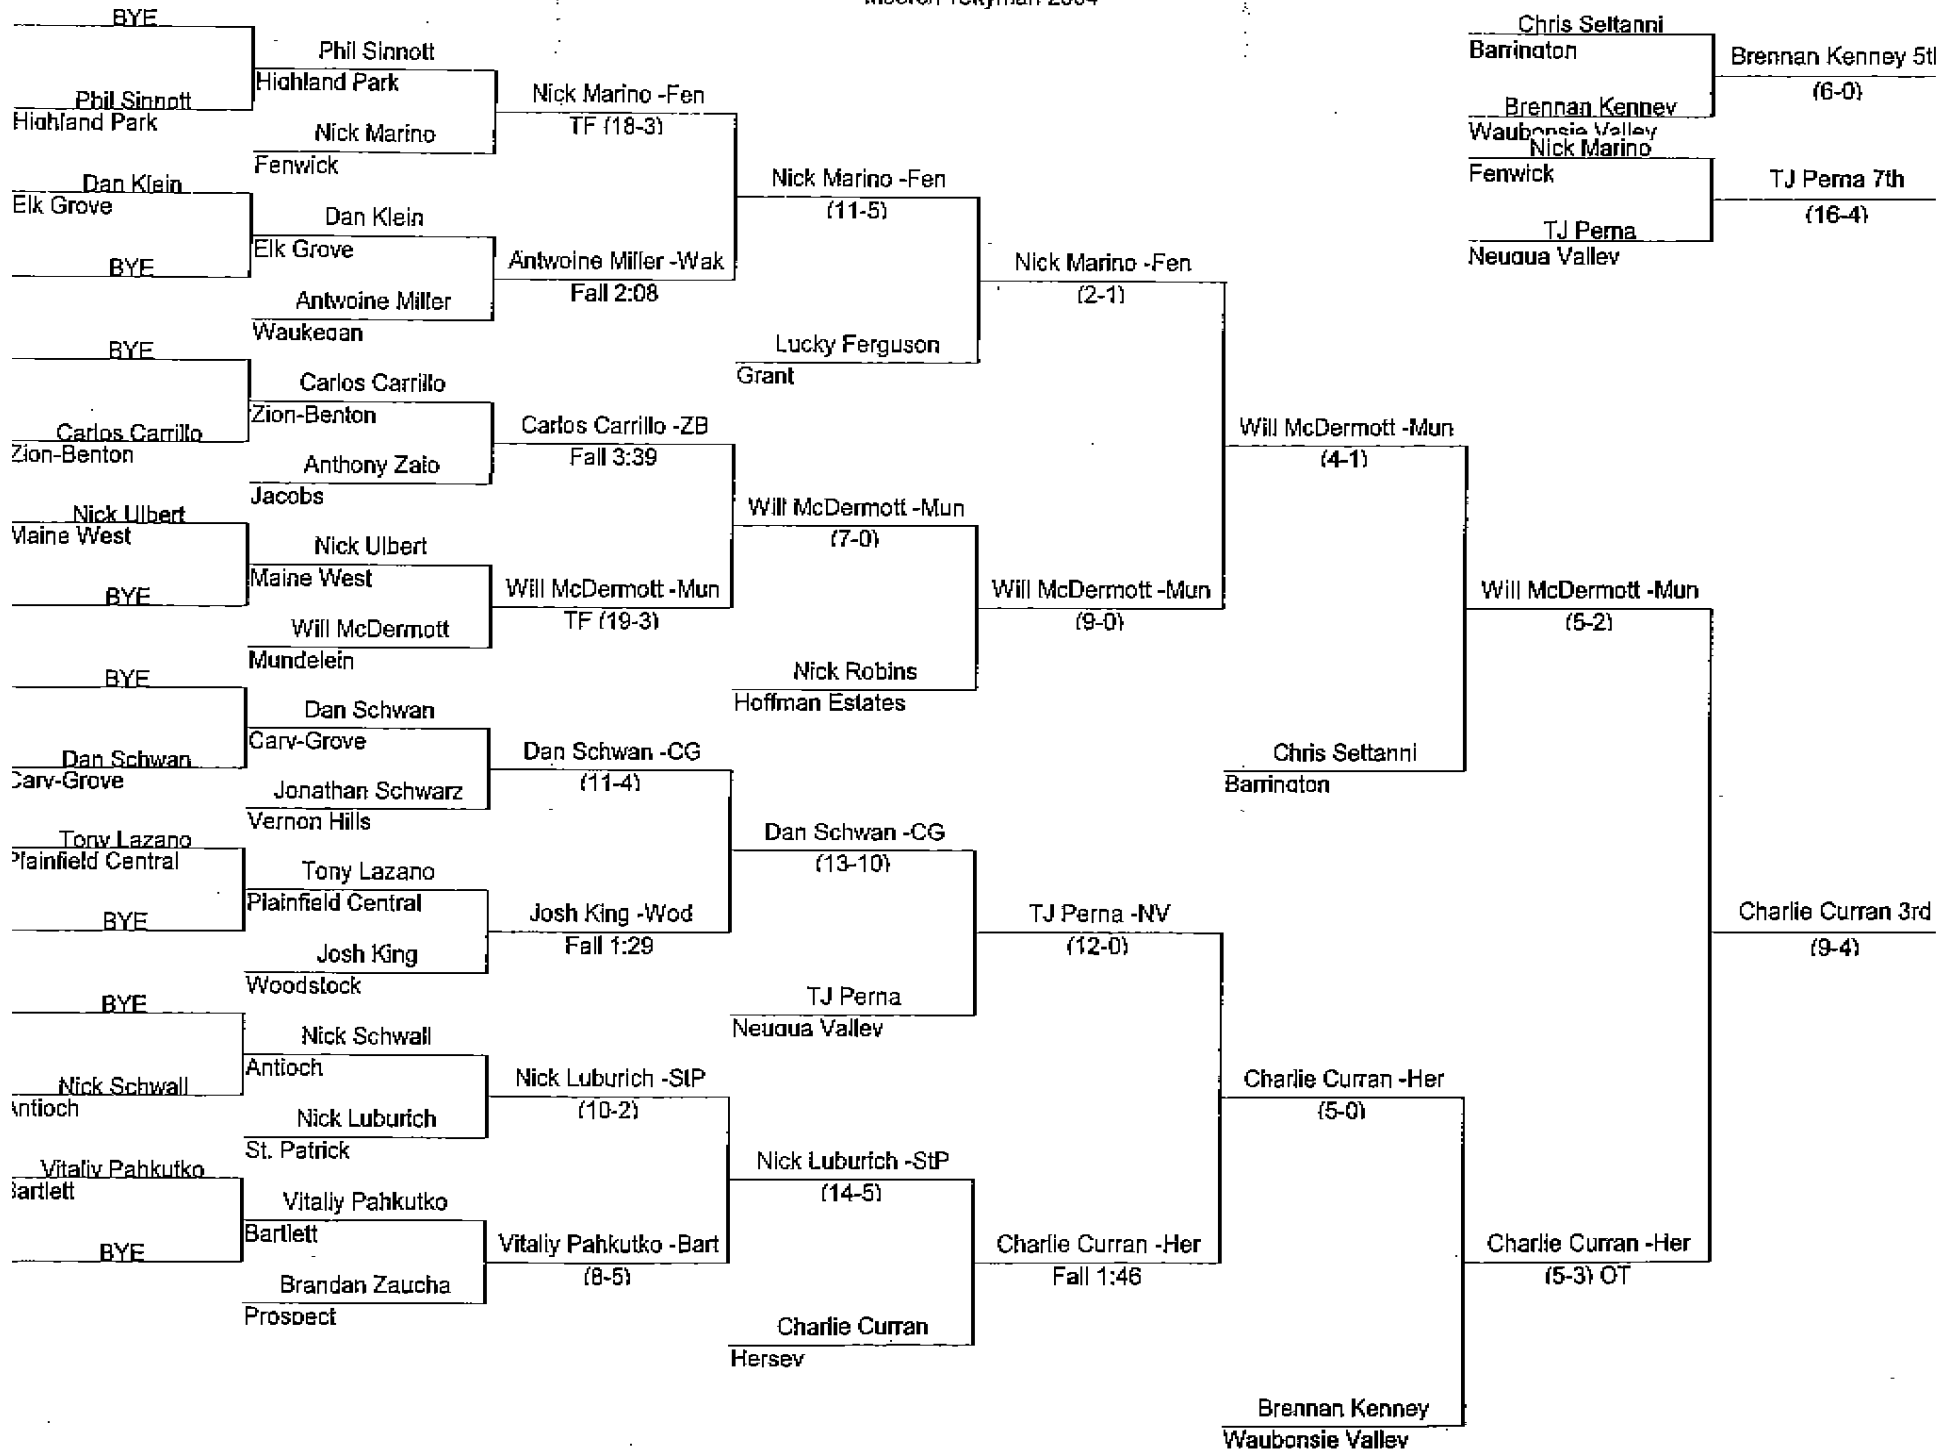 2004
BYE
Phil Sinnott
Highland Park
Phil Sinnott
Highland Park
Nick Marino
Fenwick
Nick Marino -Fen
TF (18-3)
Dan Klein
Elk Grove
BYE
Dan Klein
Elk Grove
Antwoine Miller
Waukegan
Antwoine Miller -Wak
Fall 2:08
Nick Marino -Fen
(11-5)
Lucky Ferguson
Grant
Nick Marino -Fen
(2-1)
BYE
Carlos Carrillo
Zion-Benton
Carlos Carrillo
Zion-Benton
Anthony Zaio
Jacobs
Carlos Carrillo -ZB
Fall 3:39
Nick Ulbert
Maine West
BYE
Nick Ulbert
Maine West
Will McDermott
Mundelein
Will McDermott -Mun
TF (19-3)
Will McDermott -Mun
(7-0)
Nick Robins
Hoffman Estates
Will McDermott -Mun
(9-0)
Will McDermott -Mun
(4-1)
Chris Settanni
Barrington
Will McDermott -Mun
(5-2)
BYE
Dan Schwan
Cary-Grove
Dan Schwan
Cary-Grove
Jonathan Schwarz
Vernon Hills
Dan Schwan -CG
(11-4)
Tony Lazano
Plainfield Central
BYE
Tony Lazano
Plainfield Central
Josh King
Woodstock
Josh King -Wod
Fall 1:29
Dan Schwan -CG
(13-10)
TJ Perna
Neuqua Valley
TJ Perna -NV
(12-0)
BYE
Nick Schwall
Antioch
Nick Schwall
Antioch
Nick Luburich
St. Patrick
Nick Luburich -StP
(10-2)
Vitaliy Pahkutko
Bartlett
BYE
Vitaliy Pahkutko
Bartlett
Brandan Zaucha
Prospect
Vitaliy Pahkutko -Bart
(8-5)
Nick Luburich -StP
(14-5)
Charlie Curran
Hersey
Charlie Curran -Her
Fall 1:46
Charlie Curran -Her
(5-0)
Brennan Kenney
Waubonsie Valley
Charlie Curran -Her
(5-3) OT
Charlie Curran 3rd
(9-4)
Chris Settanni
Barrington
Brennan Kenney
Waubonsie Valley
Brennan Kenney 5th
(6-0)
Nick Marino
Fenwick
TJ Perna
Neuqua Valley
TJ Perna 7th
(16-4)